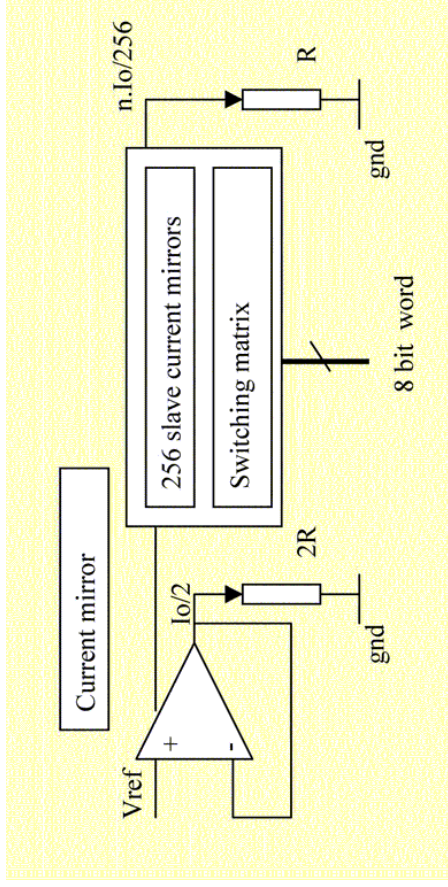 Current mirror
Vref
+
-
Io/2
2R
gnd
256 slave current mirrors
Switching matrix
8 bit word
n.Io/256
R
gnd